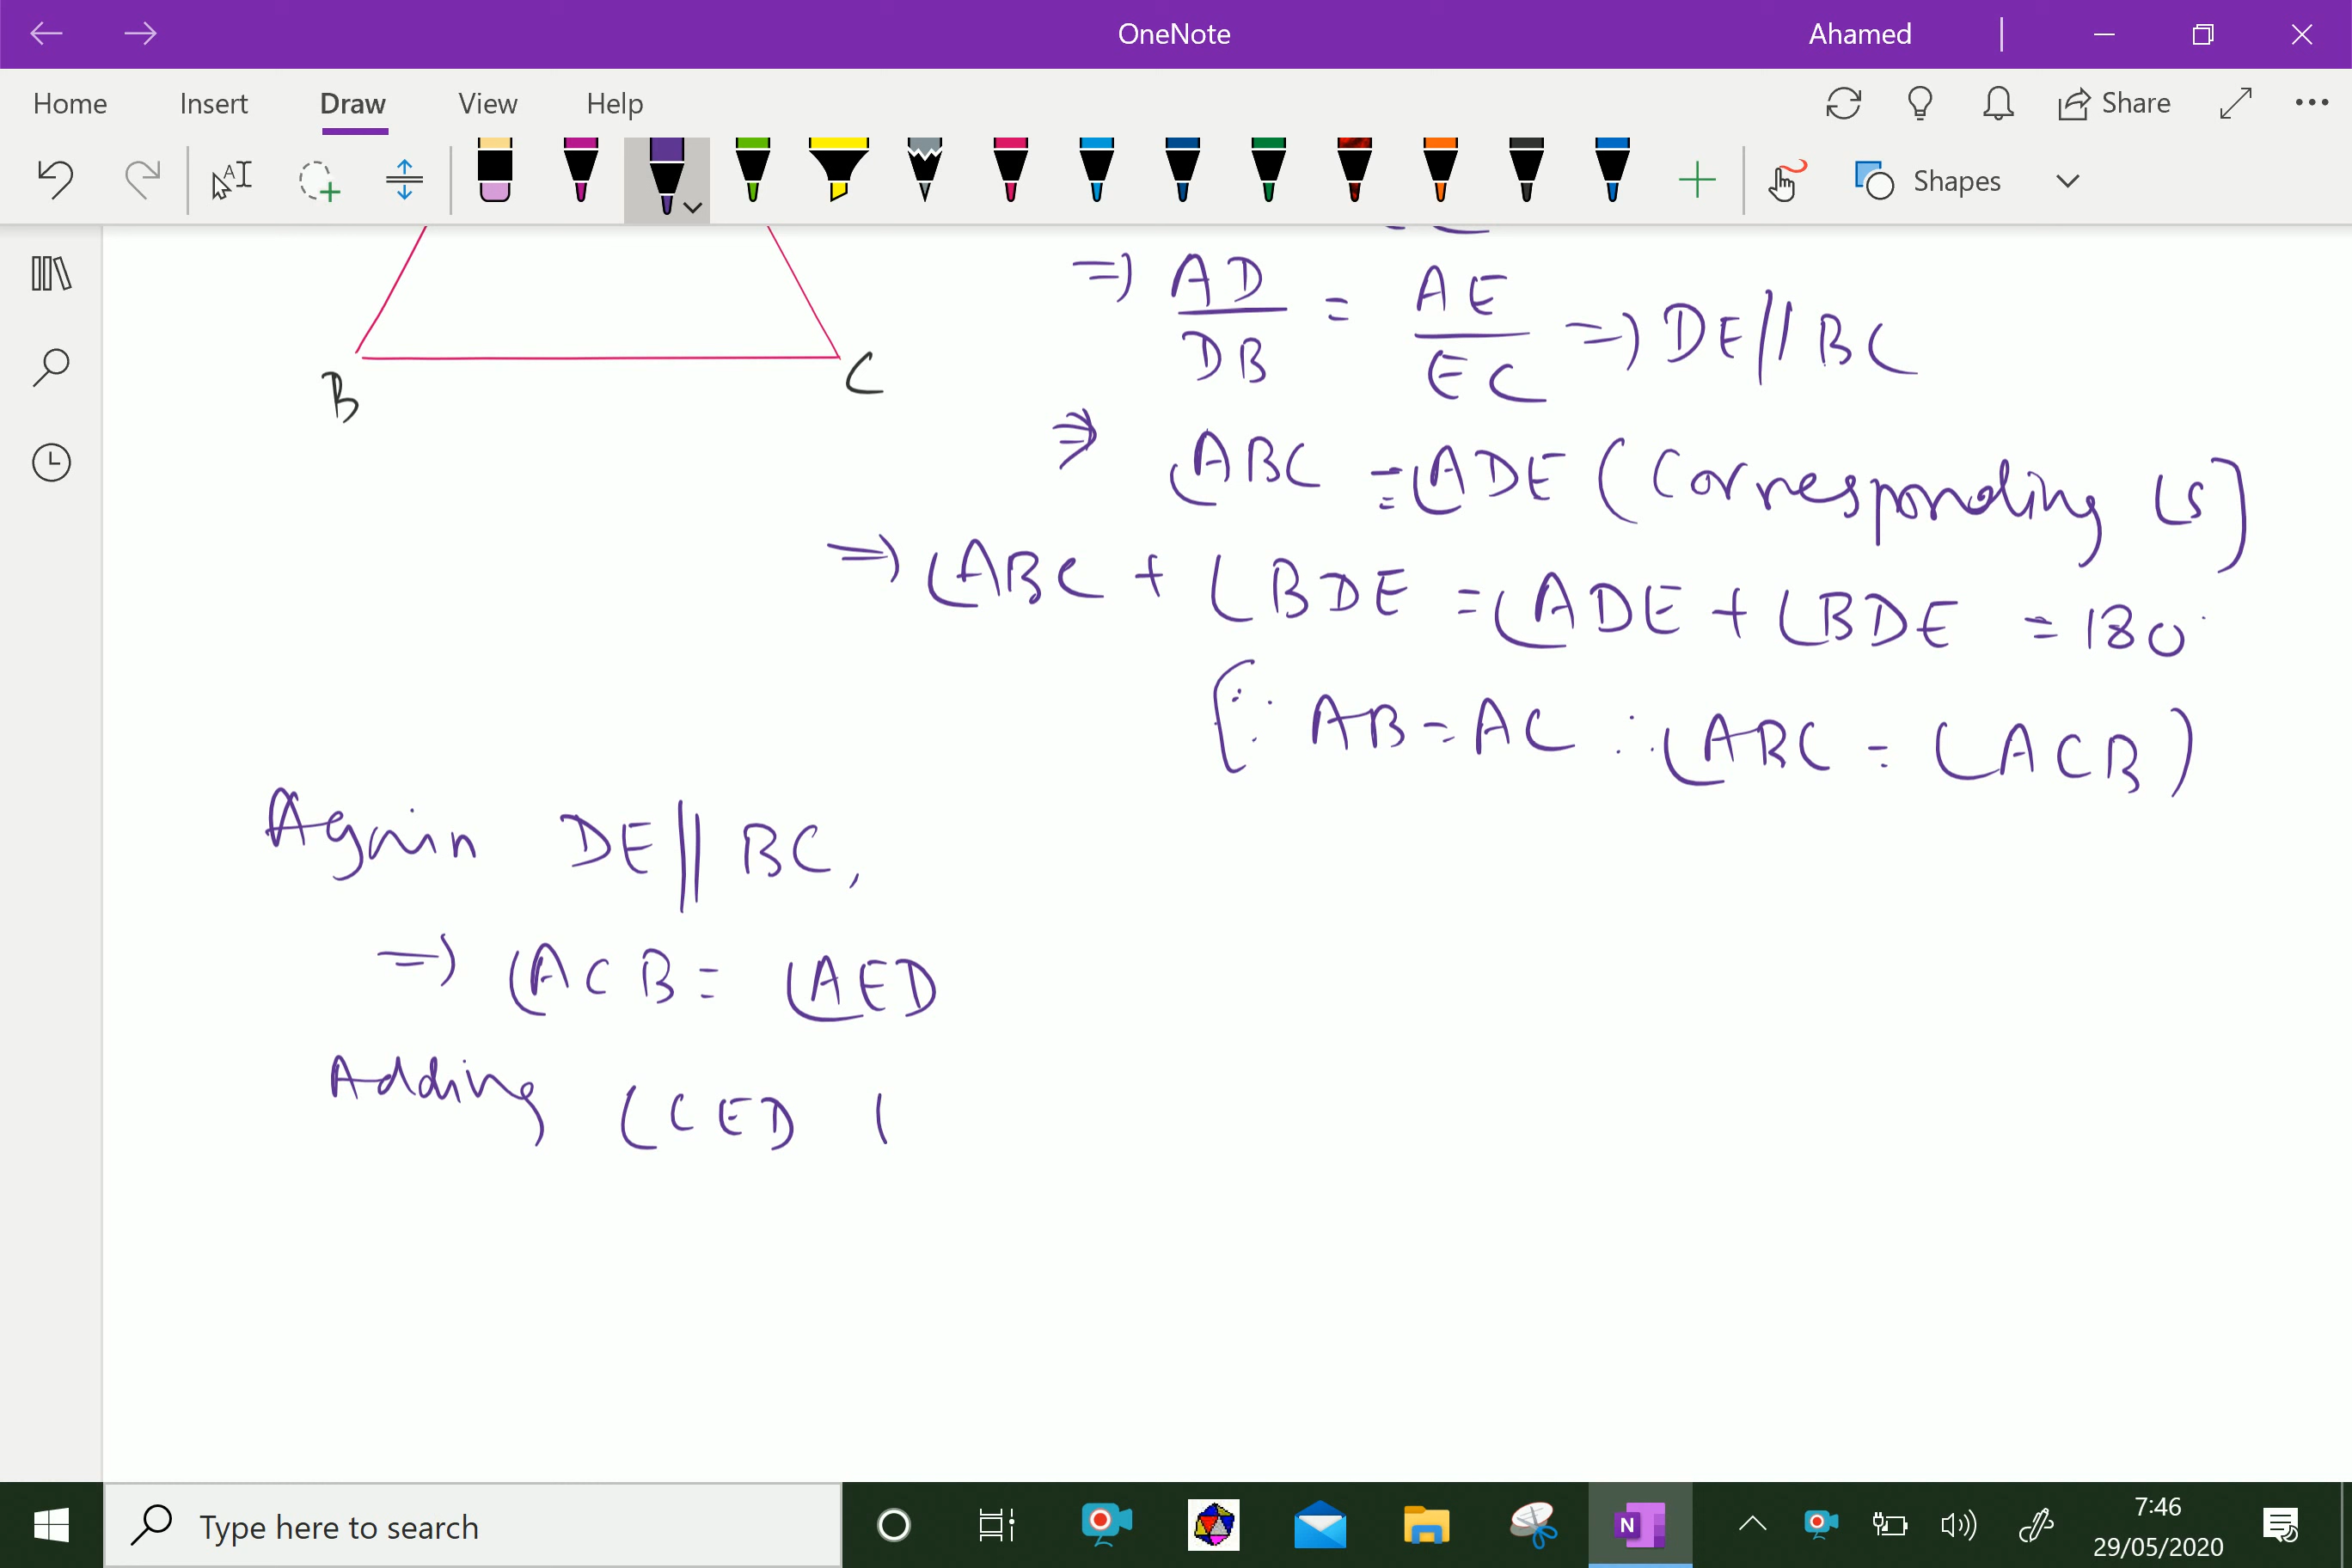 OneNote
Ahamed
Home Insert Draw View Help
Share
Shapes
B
C
=> AD/DB = AE/EC => DE || BC
=> ∠ABC = ∠ADE (Corresponding ∠s)
=> ∠ABC + ∠BDE = ∠ADE + ∠BDE = 180°
(∵ AB = AC ∴ ∠ABC = ∠ACB)
Again DE || BC,
=> ∠ACB = ∠AED
Adding ∠CED
Type here to search
7:46
29/05/2020